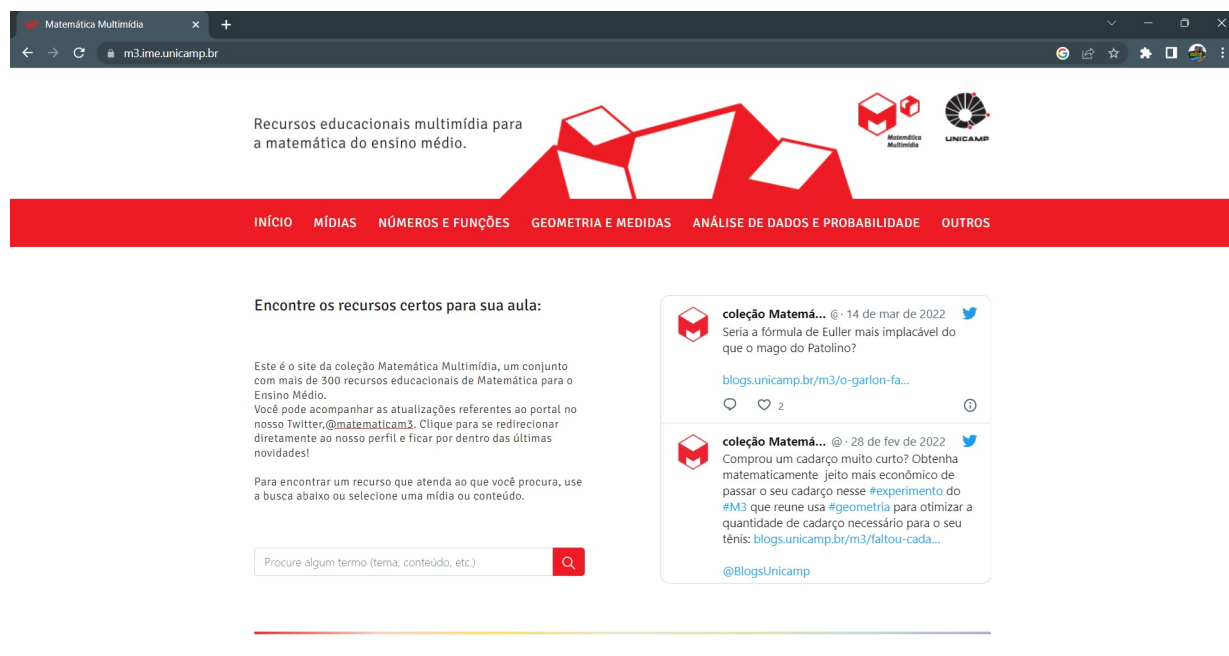 Matemática Multimídia
m3.ime.unicamp.br
Recursos educacionais multimídia para
a matemática do ensino médio.
Matemática
Multimídia
UNICAMP
INÍCIO MÍDIAS NÚMEROS E FUNÇÕES GEOMETRIA E MEDIDAS ANÁLISE DE DADOS E PROBABILIDADE OUTROS
Encontre os recursos certos para sua aula:
Este é o site da coleção Matemática Multimídia, um conjunto
com mais de 300 recursos educacionais de Matemática para o
Ensino Médio.
Você pode acompanhar as atualizações referentes ao portal no
nosso Twitter,@matematicam3. Clique para se redirecionar
diretamente ao nosso perfil e ficar por dentro das últimas
novidades!
Para encontrar um recurso que atenda ao que você procura, use
a busca abaixo ou selecione uma mídia ou conteúdo.
Procure algum termo (tema, conteúdo, etc.)
coleção Matemá... @ · 14 de mar de 2022
Seria a fórmula de Euller mais implacável do
que o mago do Patolino?
blogs.unicamp.br/m3/o-garlon-fa...
2
coleção Matemá... @ · 28 de fev de 2022
Comprou um cadarço muito curto? Obtenha
matematicamente jeito mais econômico de
passar o seu cadarço nesse #experimento do
#M3 que reune usa #geometria para otimizar a
quantidade de cadarço necessário para o seu
tênis: blogs.unicamp.br/m3/faltou-cada...
@BlogsUnicamp